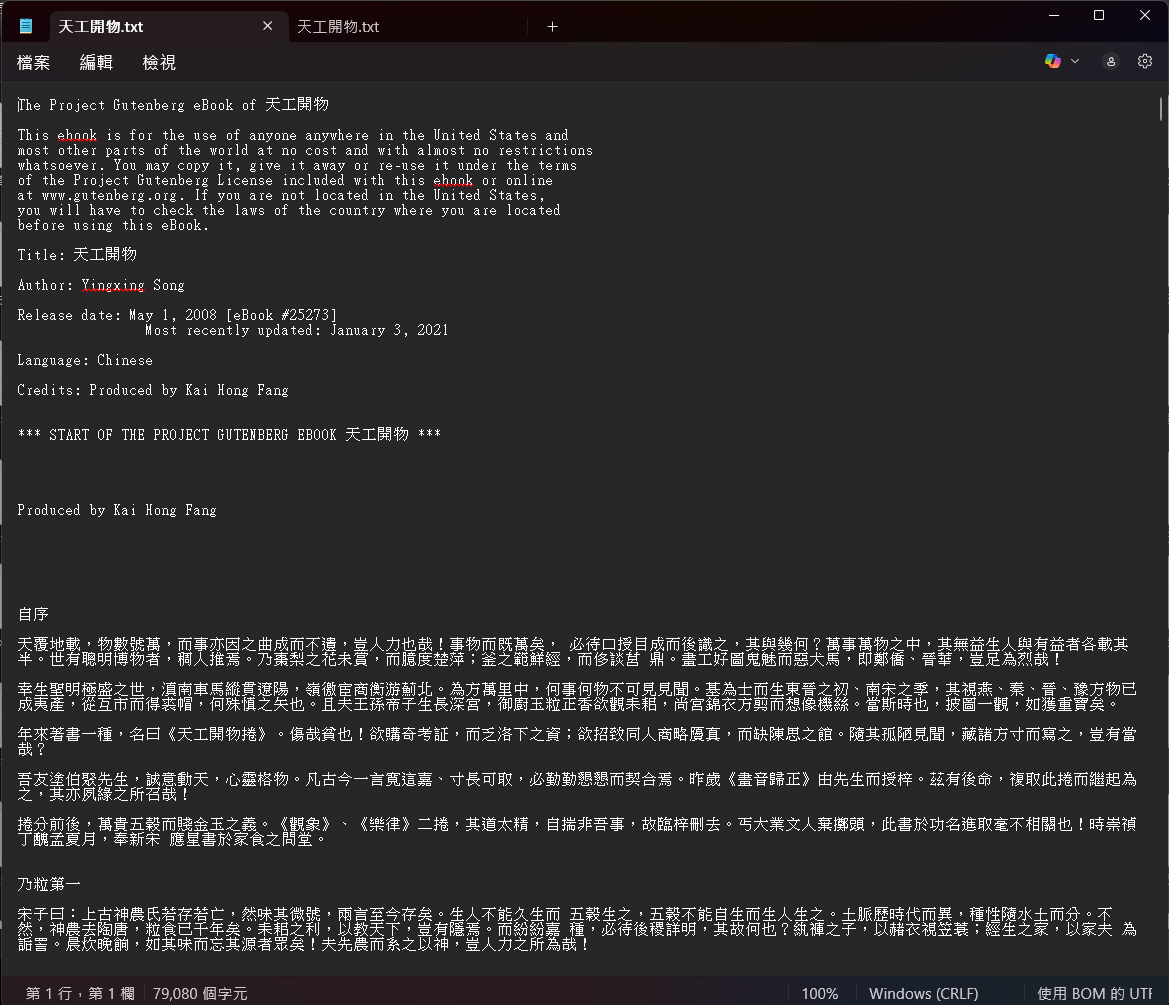 天工開物.txt
天工開物.txt
檔案 編輯 檢視
The Project Gutenberg eBook of 天工開物
This ebook is for the use of anyone anywhere in the United States and
most other parts of the world at no cost and with almost no restrictions
whatsoever. You may copy it, give it away or re-use it under the terms
of the Project Gutenberg License included with this ebook or online
at www.gutenberg.org. If you are not located in the United States,
you will have to check the laws of the country where you are located
before using this eBook.
Title: 天工開物
Author: Yingxing Song
Release date: May 1, 2008 [eBook #25273]
Most recently updated: January 3, 2021
Language: Chinese
Credits: Produced by Kai Hong Fang
*** START OF THE PROJECT GUTENBERG EBOOK 天工開物 ***
Produced by Kai Hong Fang
自序
天覆地載，物數號萬，而事亦因之曲成而不遺，豈人力也哉！事物而既萬矣， 必待口授目成而後識之，其與幾何？萬事萬物之中，其無益生人與有益者各載其
半。世有聰明博物者，稠人推焉。乃棗梨之花未賞，而臆度楚萍；釜之範鮮經，而侈談莒 鼎。畫工好圖鬼魅而惡犬馬，即鄭僑、晉華，豈足為烈哉！
幸生聖明極盛之世，滇南車馬縱貫遼陽，嶺徼宦商衡游薊北。為方萬里中，何事何物不可見見聞聞。若為士而生東晉之初、南宋之季，其視燕、秦、晉、豫方物已
成夷產，從互市而得裘帽，何殊慎之矢也。且夫王孫帝子生長深宮，御廚玉粒正香欲觀耒耜，尚宮錦衣方剪而想像機絲。當斯時也，披圖一觀，如獲重寶矣。
年來著書一種，名曰《天工開物捲》。傷哉貧也！欲購奇考証，而乏洛下之資；欲招致同人商略贗真，而缺陳思之館。隨其孤陋見聞，藏諸方寸而寫之，豈有當
哉？
吾友涂伯聚先生，誠意動天，心靈格物。凡古今一言寬這嘉、寸長可取，必勤勤懇懇而契合焉。昨歲《畫音歸正》由先生而授梓。茲有後命，複取此捲而繼起為
之，其亦夙緣之所召哉！
捲分前後，萬貴五穀而賤金玉之義。《觀象》、《樂律》二捲，其道太精，自揣非吾事，故臨梓刪去。丐大業文人棄擲頭，此書於功名進取毫不相關也！時崇禎
丁醜孟夏月，奉新宋 應星書於家食之問堂。
乃粒第一
宋子曰：上古神農氏若存若亡，然味其微號，兩言至今存矣。生人不能久生而 五穀生之，五穀不能自生而生人生之。土脈歷時代而異，種性隨水土而分。不
然，神農去陶唐，粒食已千年矣。耒耜之利，以教天下，豈有隱焉。而紛紛嘉 種，必待後稷詳明，其故何也？紈褲之子，以赭衣視笠蓑；經生之家，以家夫 為
詬詈。晨炊晚餉，知其味而忘其源者眾矣！夫先農而系之以神，豈人力之所為哉！
第 1 行，第 1 欄 79,080 個字元 100% Windows (CRLF) 使用 BOM 的 UTF